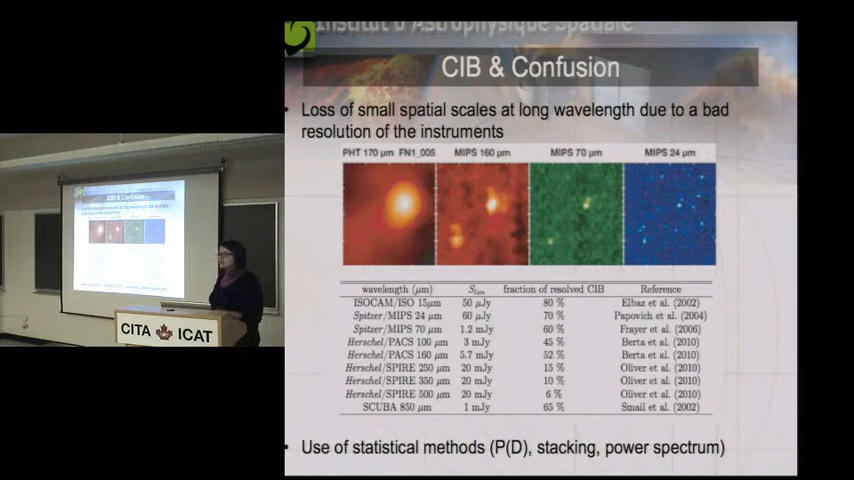 Institut d'Astrophysique Spatiale
CIB & Confusion
• Loss of small spatial scales at long wavelength due to a bad
resolution of the instruments
PHT 170 μm FN1_005 MIPS 160 μm MIPS 70 μm MIPS 24 μm
wavelength (μm) Slim fraction of resolved CIB Reference
ISOCAM/ISO 15μm 50 μJy 80 % Elbaz et al. (2002)
Spitzer/MIPS 24 μm 60 μJy 70 % Papovich et al. (2004)
Spitzer/MIPS 70 μm 1.2 mJy 60 % Frayer et al. (2006)
Herschel/PACS 100 μm 3 mJy 45 % Berta et al. (2010)
Herschel/PACS 160 μm 5.7 mJy 52 % Berta et al. (2010)
Herschel/SPIRE 250 μm 20 mJy 15 % Oliver et al. (2010)
Herschel/SPIRE 350 μm 20 mJy 10 % Oliver et al. (2010)
Herschel/SPIRE 500 μm 20 mJy 6 % Oliver et al. (2010)
SCUBA 850 μm 1 mJy 65 % Smail et al. (2002)
• Use of statistical methods (P(D), stacking, power spectrum)
CIB & Confusion
CITA ICAT